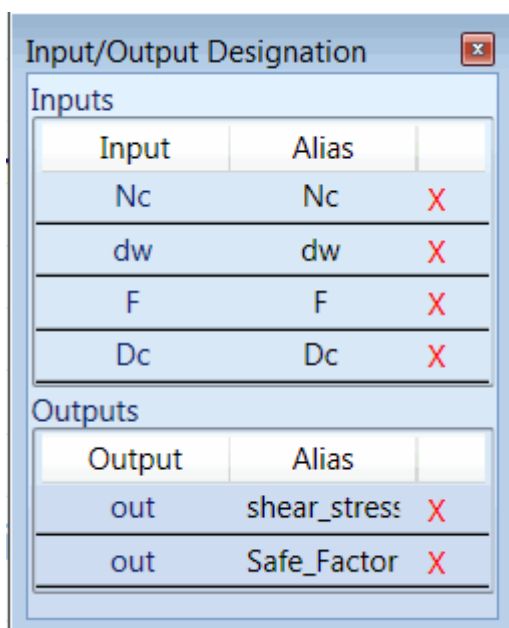 Input/Output Designation x
Inputs
Input Alias
Nc Nc X
dw dw X
F F X
Dc Dc X
Outputs
Output Alias
out shear_stress X
out Safe_Factor X